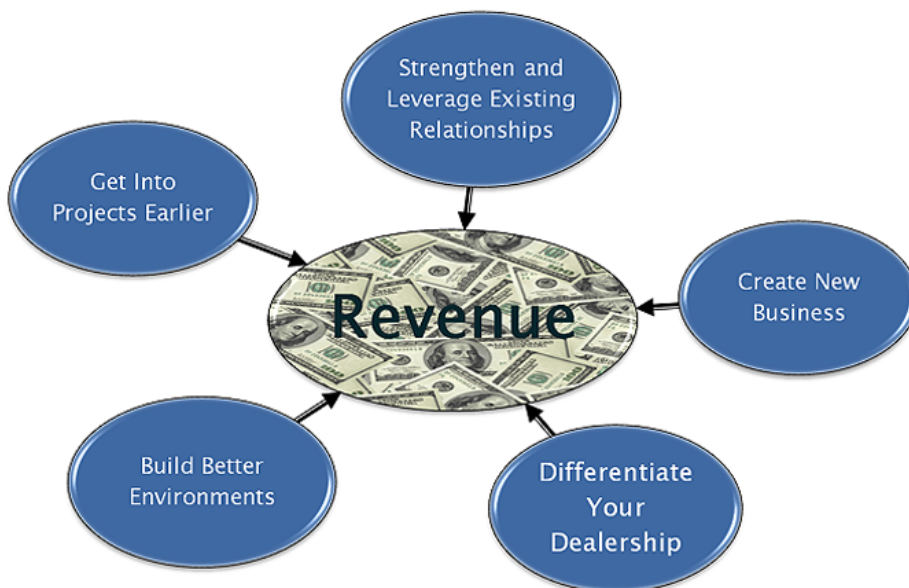 Strengthen and
Leverage Existing
Relationships
Get Into
Projects Earlier
Revenue
Create New
Business
Build Better
Environments
Differentiate
Your
Dealership